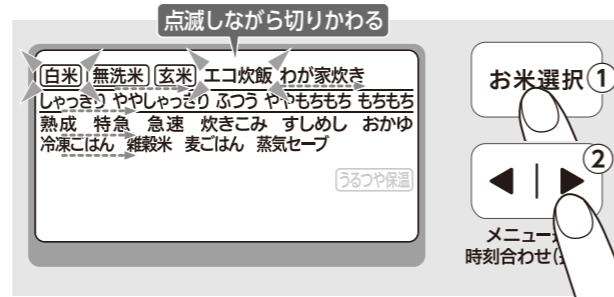 点滅しながら切りかわる
白米 無洗米 玄米 エコ炊飯 わが家炊き
しゃっきり ややしゃっきり ふつう ややもちもち もちもち
熟成 特急 急速 炊きこみ すしめし おかゆ
冷凍ごはん 雑穀米 麦ごはん 蒸気セーブ
うるつや保温
お米選択 ①
②
メニュー
時刻合わせ(